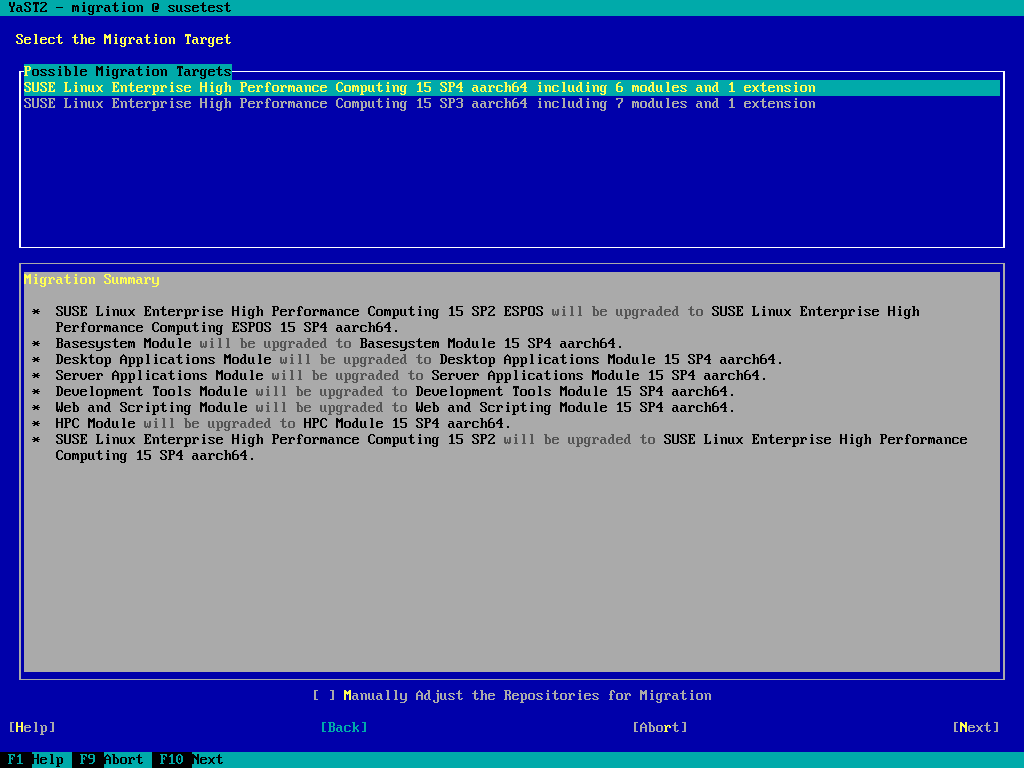 YaST2 - migration @ susetest
Select the Migration Target
Possible Migration Targets
SUSE Linux Enterprise High Performance Computing 15 SP4 aarch64 including 6 modules and 1 extension
SUSE Linux Enterprise High Performance Computing 15 SP3 aarch64 including 7 modules and 1 extension
Migration Summary
* SUSE Linux Enterprise High Performance Computing 15 SP2 ESPOS will be upgraded to SUSE Linux Enterprise High
Performance Computing ESPOS 15 SP4 aarch64.
* Basesystem Module will be upgraded to Basesystem Module 15 SP4 aarch64.
* Desktop Applications Module will be upgraded to Desktop Applications Module 15 SP4 aarch64.
* Server Applications Module will be upgraded to Server Applications Module 15 SP4 aarch64.
* Development Tools Module will be upgraded to Development Tools Module 15 SP4 aarch64.
* Web and Scripting Module will be upgraded to Web and Scripting Module 15 SP4 aarch64.
* HPC Module will be upgraded to HPC Module 15 SP4 aarch64.
* SUSE Linux Enterprise High Performance Computing 15 SP2 will be upgraded to SUSE Linux Enterprise High Performance
Computing 15 SP4 aarch64.
[ ] Manually Adjust the Repositories for Migration
[Help] [Back] [Abort] [Next]
F1 Help F9 Abort F10 Next